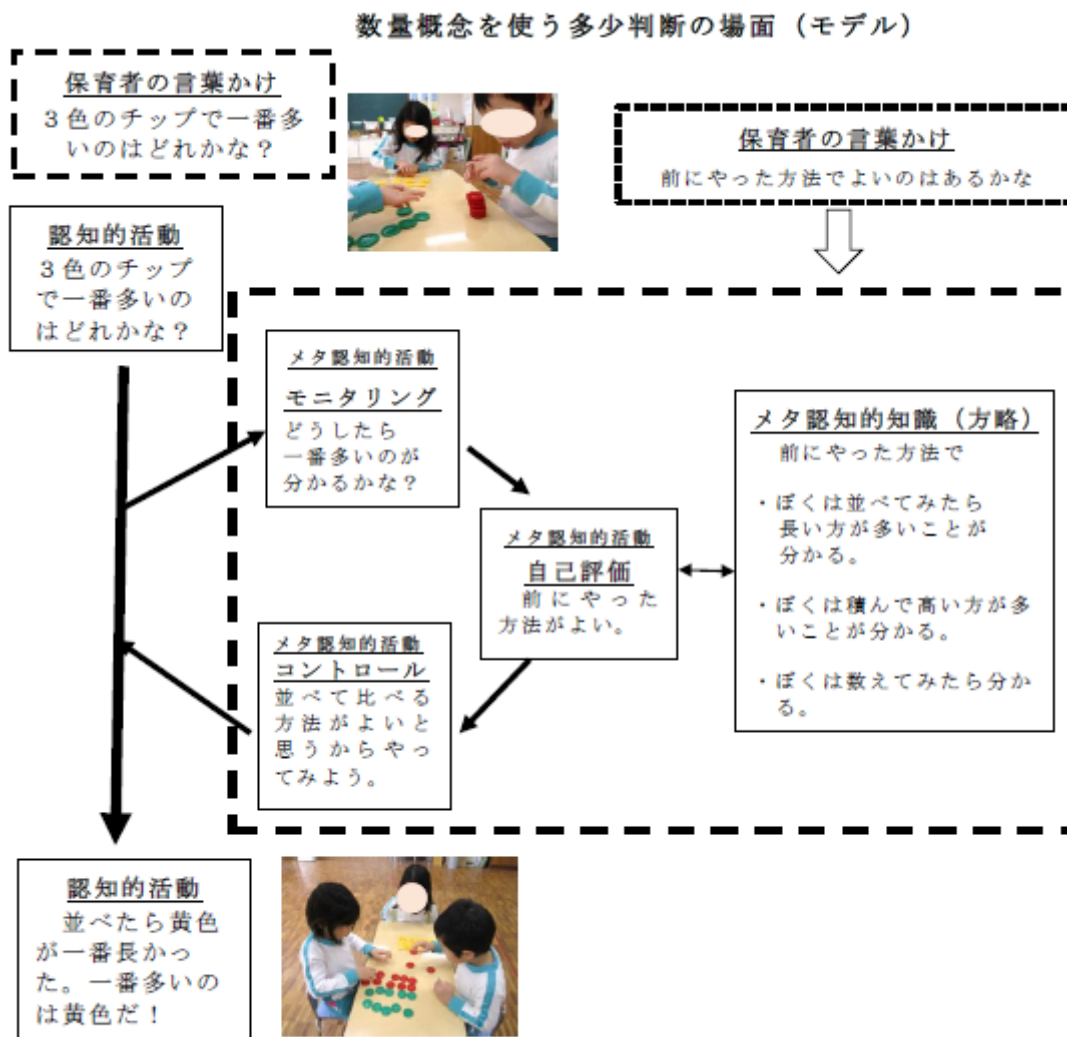 数量概念を使う多少判断の場面（モデル）
保育者の言葉かけ
３色のチップで一番多
いのはどれかな？
保育者の言葉かけ
前にやった方法でよいのはあるかな
認知的活動
３色のチップ
で一番多いの
はどれかな？
メタ認知的活動
モニタリング
どうしたら
一番多いのが
分かるかな？
メタ認知的活動
自己評価
前にやった
方法がよい。
メタ認知的知識（方略）
前にやった方法で
・ぼくは並べてみたら
長い方が多いことが
分かる。
・ぼくは積んで高い方が多
いことが分かる。
・ぼくは数えてみたら分か
る。
メタ認知的活動
コントロール
並べて比べる
方法がよいと
思うからやっ
てみよう。
認知的活動
並べたら黄色
が一番長かっ
た。一番多いの
は黄色だ！